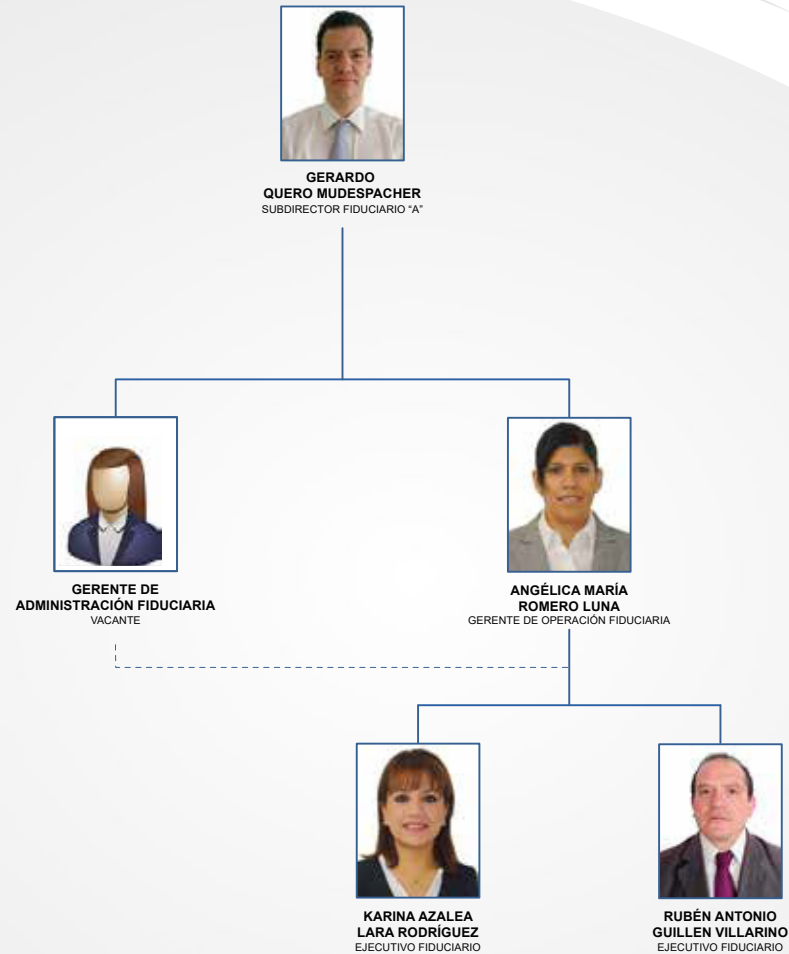 GERARDO
QUERO MUDESPACHER
SUBDIRECTOR FIDUCIARIO "A"
GERENTE DE
ADMINISTRACIÓN FIDUCIARIA
VACANTE
ANGÉLICA MARÍA
ROMERO LUNA
GERENTE DE OPERACIÓN FIDUCIARIA
KARINA AZALEA
LARA RODRÍGUEZ
EJECUTIVO FIDUCIARIO
RUBÉN ANTONIO
GUILLEN VILLARINO
EJECUTIVO FIDUCIARIO